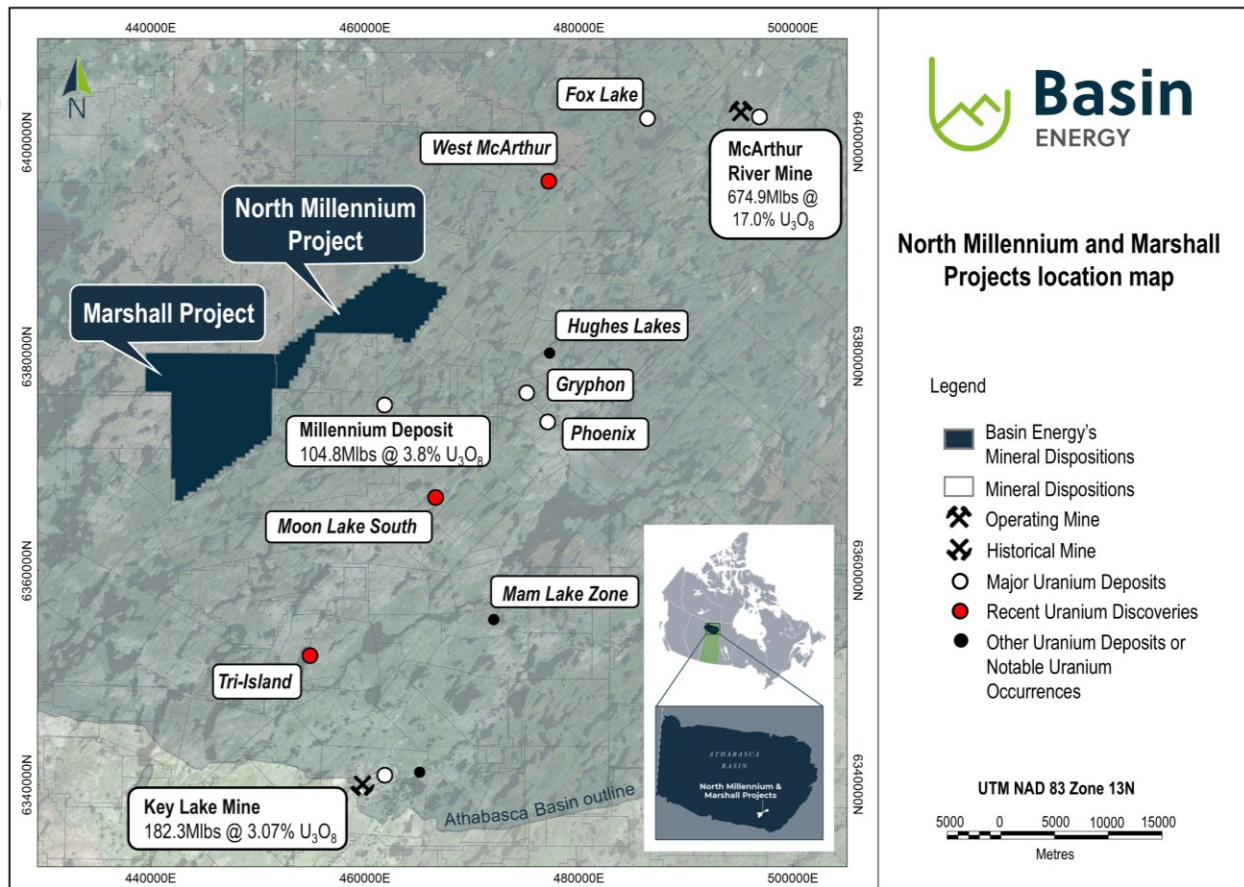 440000E
460000E
480000E
500000E
N
6400000N
6380000N
6360000N
6340000N
Fox Lake
West McArthur
McArthur
River Mine
674.9Mlbs @
17.0% U₃O₈
North Millennium
Project
Marshall Project
Hughes Lakes
Gryphon
Phoenix
Millennium Deposit
104.8Mlbs @ 3.8% U₃O₈
Moon Lake South
Mam Lake Zone
Tri-Island
Key Lake Mine
182.3Mlbs @ 3.07% U₃O₈
Athabasca Basin outline
ATHABASCA
BASIN
North Millennium &
Marshall Projects
6400000N
6380000N
6360000N
6340000N
440000E
460000E
480000E
500000E
Basin
ENERGY
North Millennium and Marshall
Projects location map
Legend
Basin Energy's
Mineral Dispositions
Mineral Dispositions
Operating Mine
Historical Mine
Major Uranium Deposits
Recent Uranium Discoveries
Other Uranium Deposits or
Notable Uranium
Occurrences
UTM NAD 83 Zone 13N
5000 0 5000 10000 15000
Metres